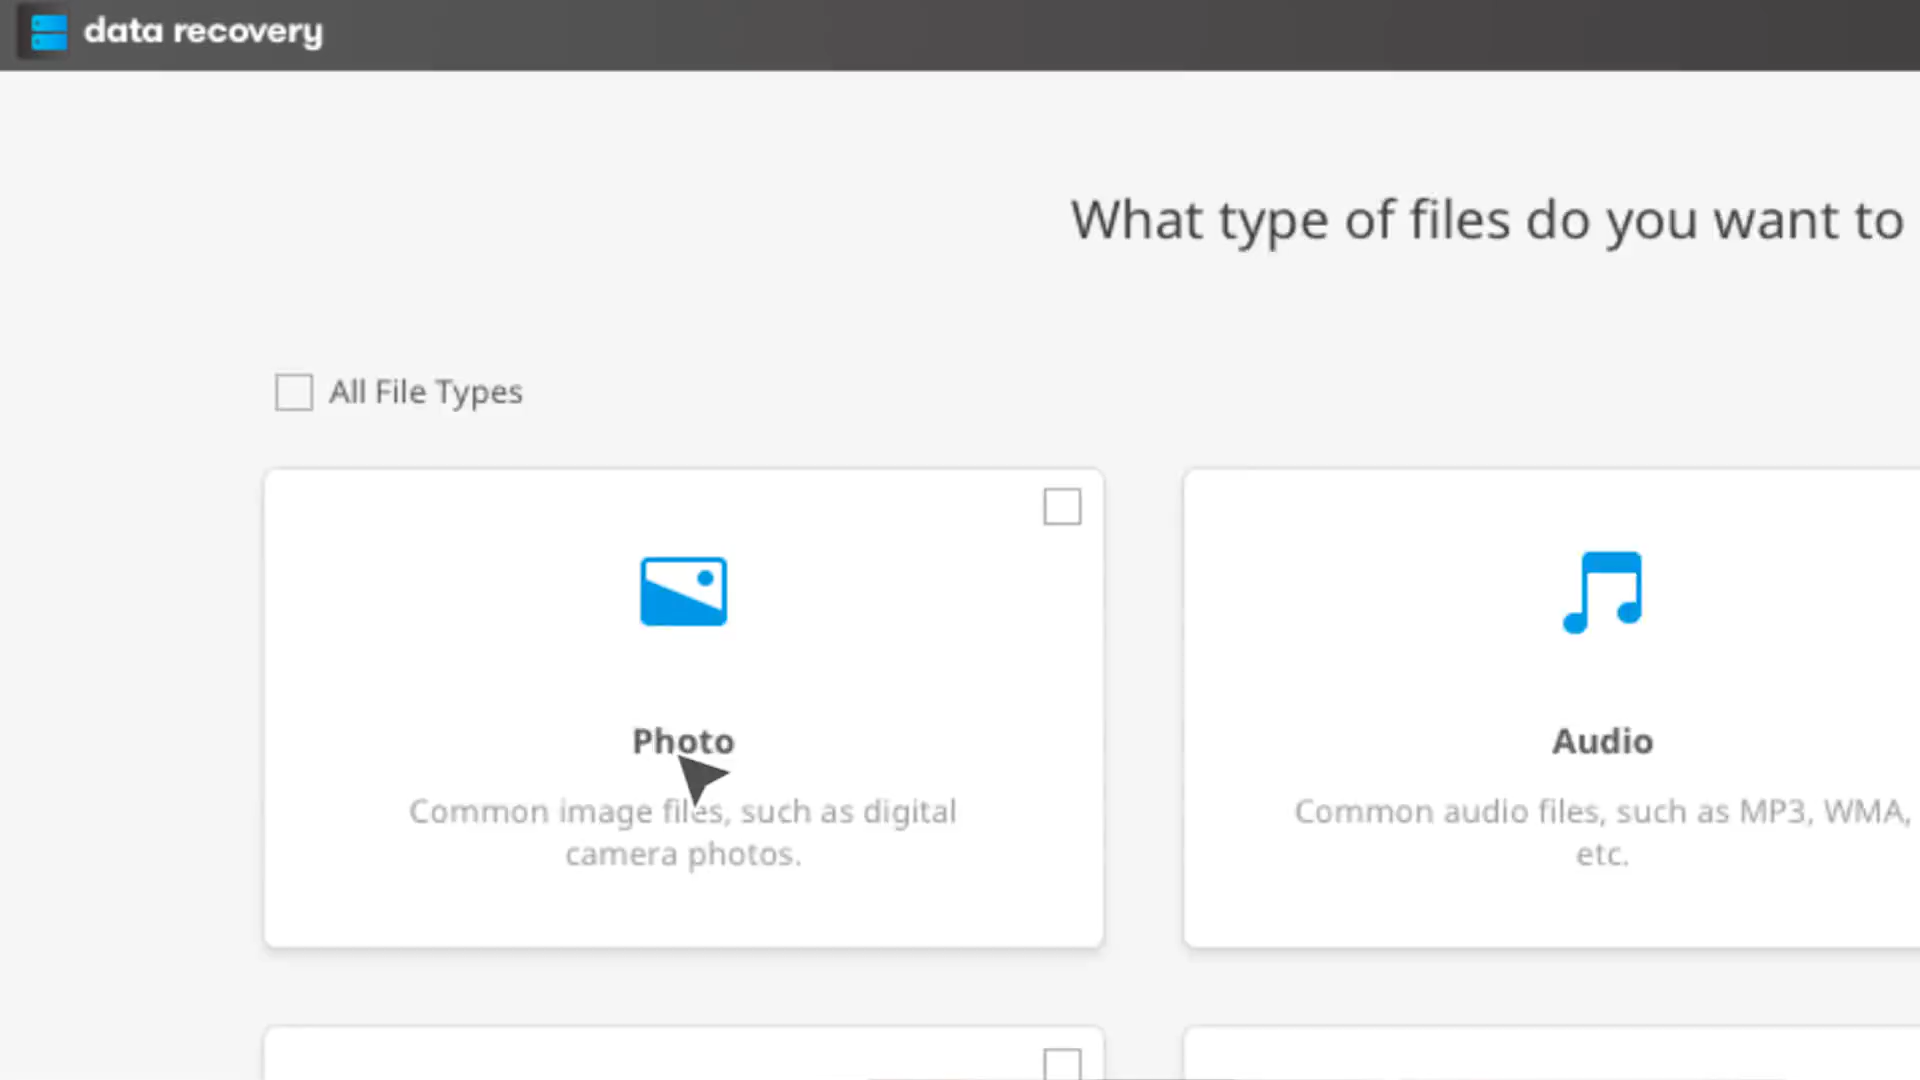 data recovery
What type of files do you want to
All File Types
Photo
Common image files, such as digital
camera photos.
Audio
Common audio files, such as MP3, WMA,
etc.